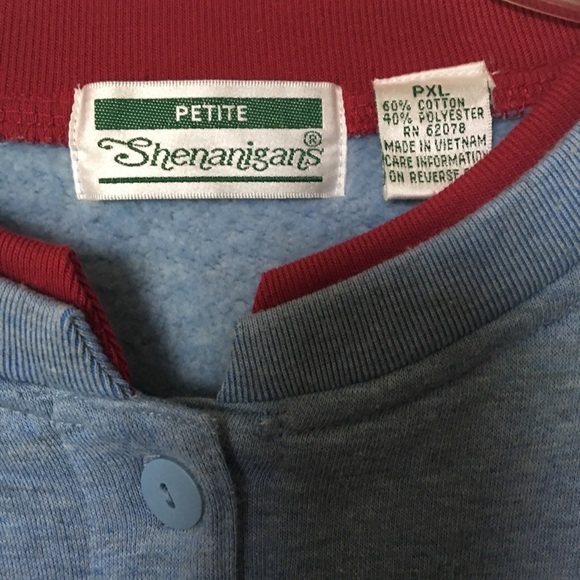 PETITE
Shenanigans®
PXL
60% COTTON
40% POLYESTER
RN 62078
MADE IN VIETNAM
CARE INFORMATION
ON REVERSE